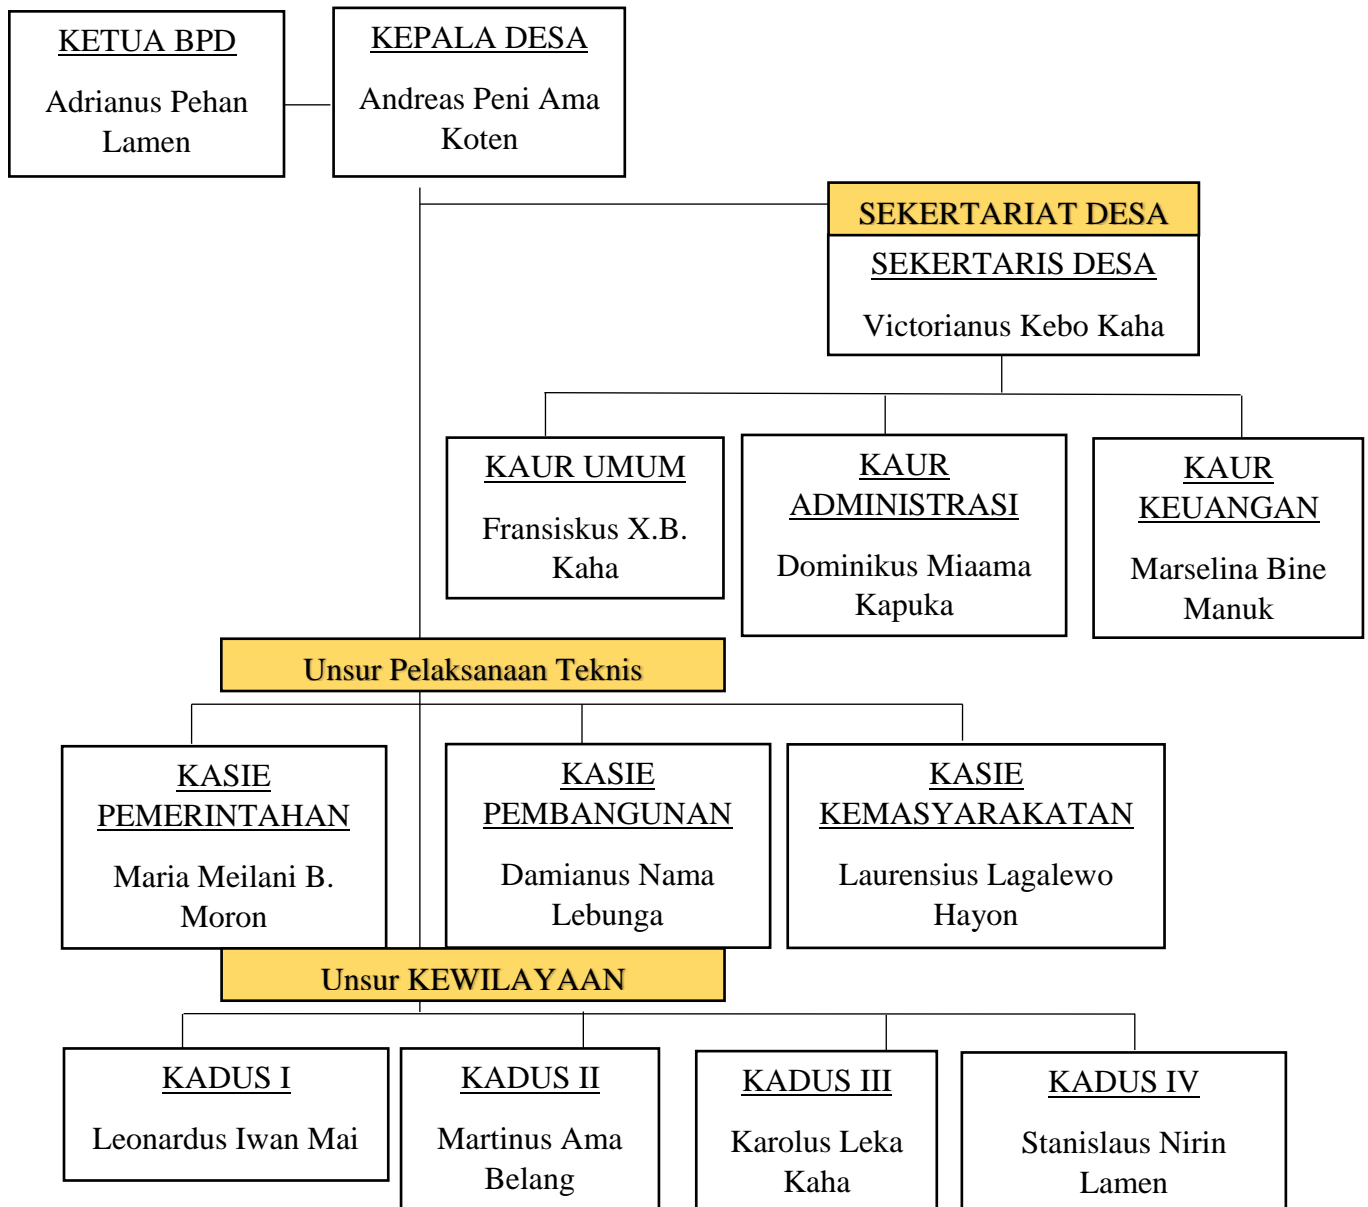 KETUA BPD
Adrianus Pehan
Lamen
KEPALA DESA
Andreas Peni Ama
Koten
SEKERTARIAT DESA
SEKERTARIS DESA
Victorianus Kebo Kaha
KAUR UMUM
Fransiskus X.B.
Kaha
KAUR
ADMINISTRASI
Dominikus Miaama
Kapuka
KAUR
KEUANGAN
Marselina Bine
Manuk
Unsur Pelaksanaan Teknis
KASIE
PEMERINTAHAN
Maria Meilani B.
Moron
KASIE
PEMBANGUNAN
Damianus Nama
Lebunga
KASIE
KEMASYARAKATAN
Laurensius Lagalewo
Hayon
Unsur KEWILAYAAN
KADUS I
Leonardus Iwan Mai
KADUS II
Martinus Ama
Belang
KADUS III
Karolus Leka
Kaha
KADUS IV
Stanislaus Nirin
Lamen